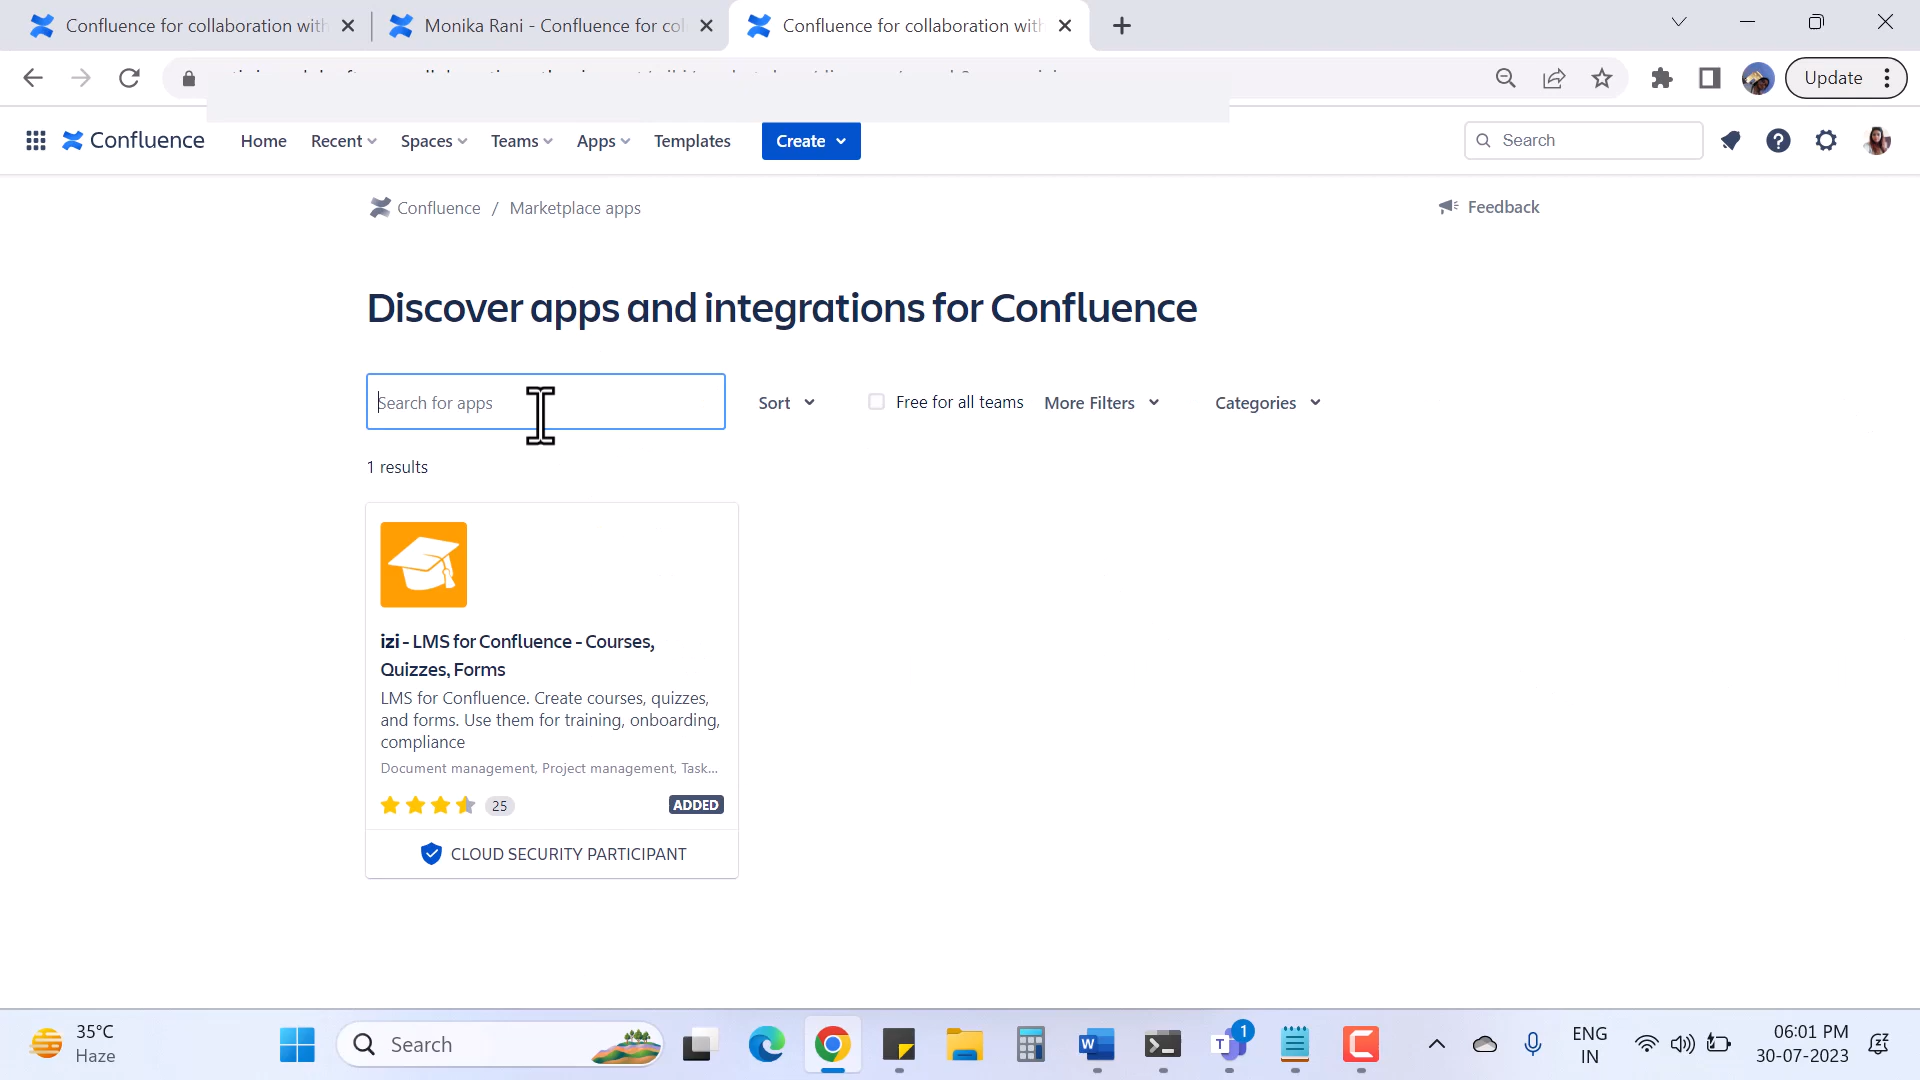 Confluence for collaboration with
Monika Rani - Confluence for col
Confluence for collaboration with
Update
Confluence
Home
Recent
Spaces
Teams
Apps
Templates
Create
Search
Confluence / Marketplace apps
Feedback
Discover apps and integrations for Confluence
Search for apps
Sort
Free for all teams
More Filters
Categories
1 results
izi - LMS for Confluence - Courses,
Quizzes, Forms
LMS for Confluence. Create courses, quizzes,
and forms. Use them for training, onboarding,
compliance
Document management, Project management, Task...
25
ADDED
CLOUD SECURITY PARTICIPANT
35°C
Haze
Search
W
T
1
ENG
IN
06:01 PM
30-07-2023